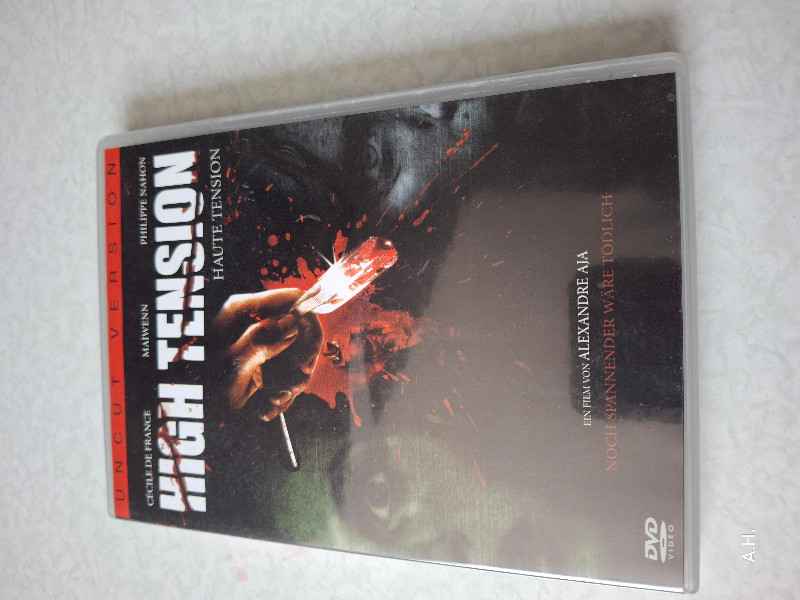 UNCUT VERSION
CÉCILE DE FRANCE MAÏWENN PHILIPPE NAHON
HIGH TENSION
HAUTE TENSION
EIN FILM VON ALEXANDRE AJA
NOCH SPANNENDER WÄRE TÖDLICH
DVD
VIDEO
A.H.